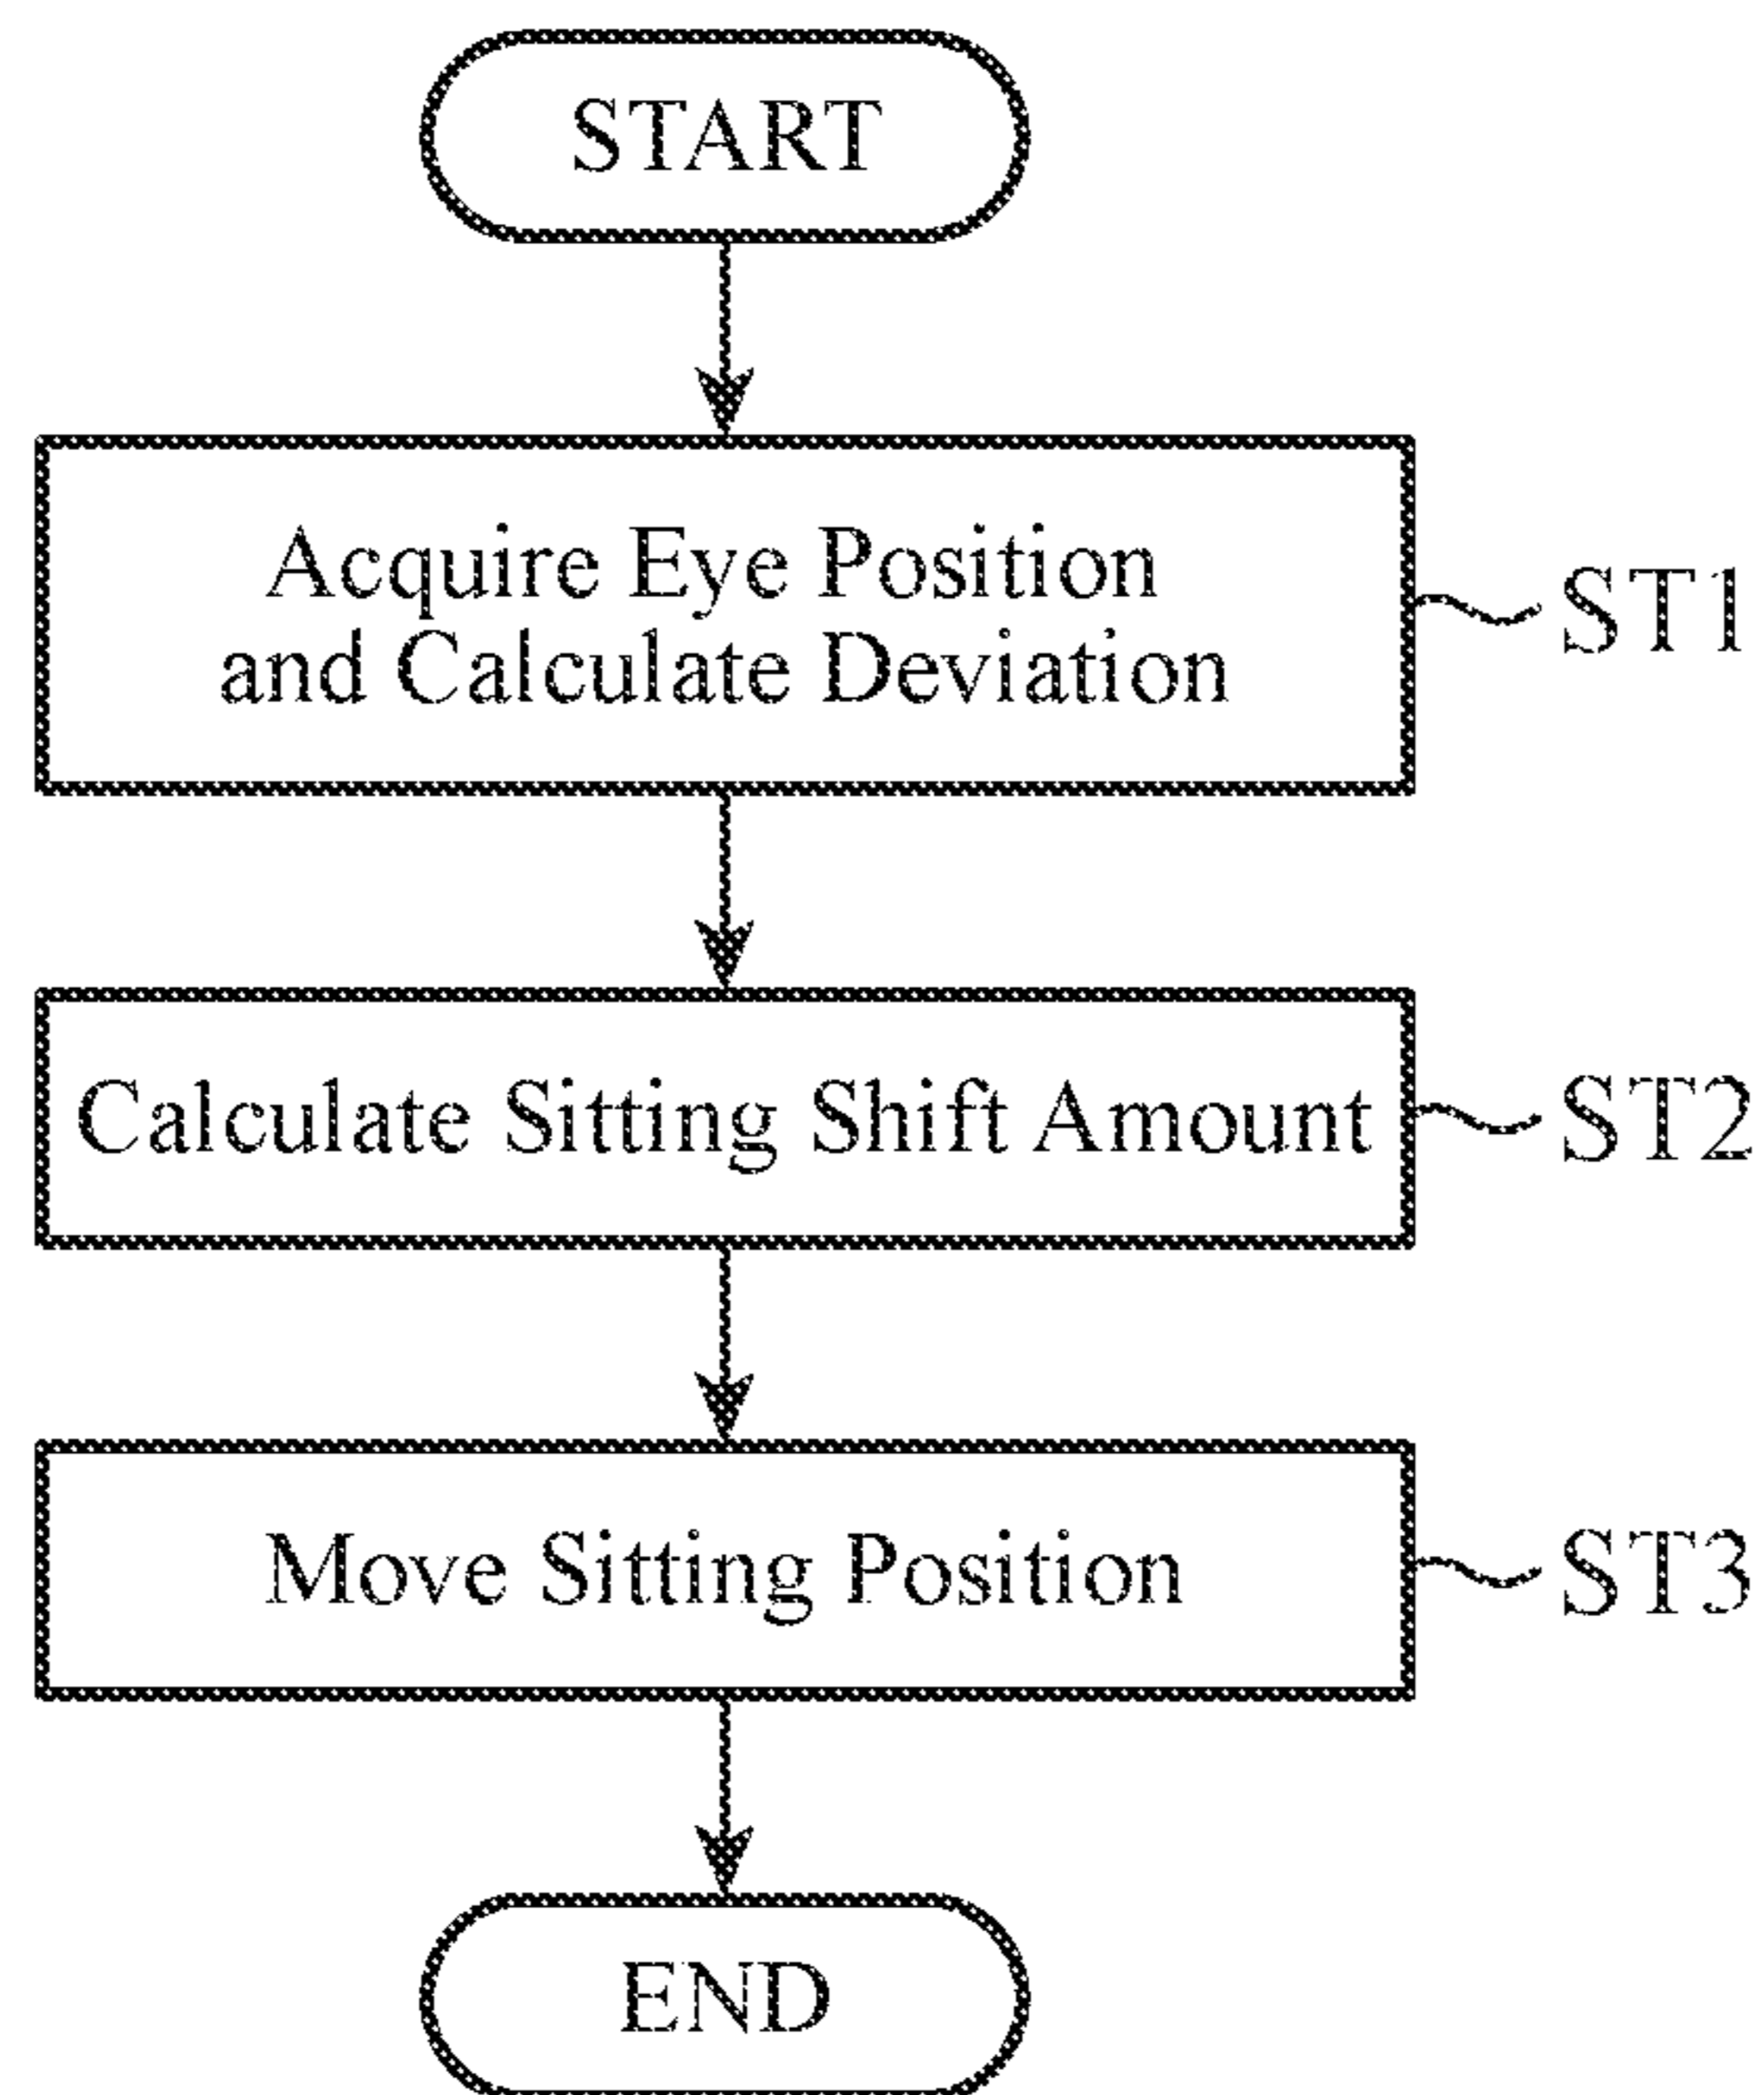 START
Acquire Eye Position
and Calculate Deviation
ST1
Calculate Sitting Shift Amount
ST2
Move Sitting Position
ST3
END